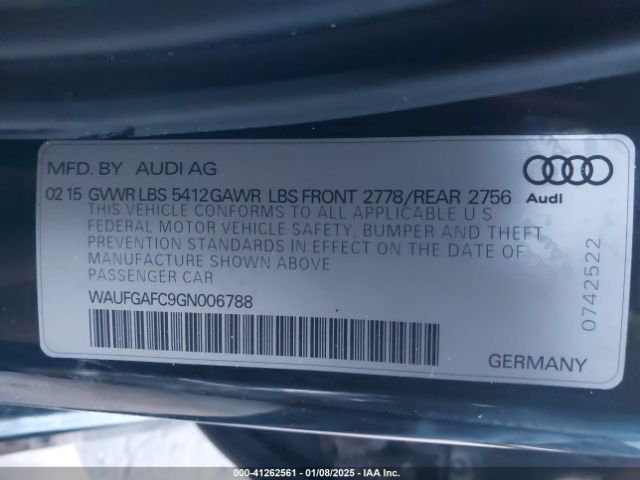 MFD. BY AUDI AG
02 15 GVWR LBS 5412 GAWR LBS FRONT 2778/REAR 2756
Audi
THIS VEHICLE CONFORMS TO ALL APPLICABLE U S
FEDERAL MOTOR VEHICLE SAFETY, BUMPER AND THEFT
PREVENTION STANDARDS IN EFFECT ON THE DATE OF
MANUFACTURE SHOWN ABOVE
PASSENGER CAR
WAUFGAFC9GN006788
0742522
GERMANY
000-41262561 - 01/08/2025 - IAA Inc.